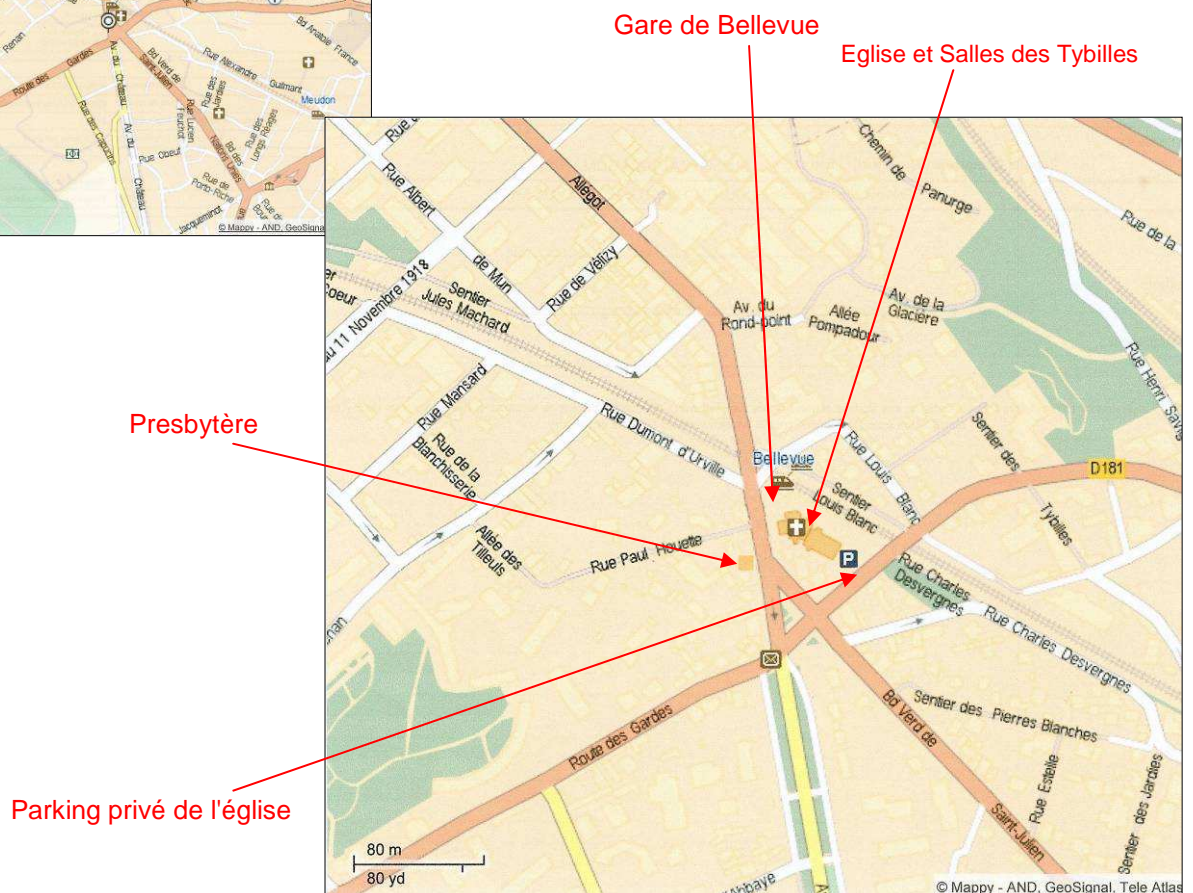 Gare de Bellevue
Eglise et Salles des Tybilles
Presbytère
Parking privé de l'église
Renan
Route des Gardes
Av. du Château
Av. du Château
Rue des Capucins
Bd Verd de
Saint-Julien
Rue Alexandre Guilmant
Bd Anatole France
Meudon
Rue des
Jardies
Rue Lucien
Feuchot
Rue Obeuf
Bd des
Nations Unies
Rue des
Longs Réages
Rue de
Porto-Riche
Jacqueminot
© Mappy - AND, GeoSigna
Rue Albert
de Mun
Allégot
Rue de Vélizy
Sentier
Jules Machard
au 11 Novembre 1918
Coeur
Rue Mansard
Rue de la
Blanchisserie
Allée des
Tilleuls
Rue Dumont d'Urville
Rue Paul Houette
Av. du
Rond-point
Allée
Pompadour
Av. de la
Glacière
Chemin de Panurge
Rue de la
Rue Henri Savig
Bellevue
Sentier
Louis Blanc
Rue Louis Blanc
Sentier des
Tybilles
D181
P
Rue Charles
Desvergnes
Rue Charles Desvergnes
Sentier des Pierres Blanches
Rue Estelle
Sentier des Jardies
Bd Verd de
Saint-Julien
Route des Gardes
80 m
80 yd
© Mappy - AND, GeoSignal, Tele Atlas